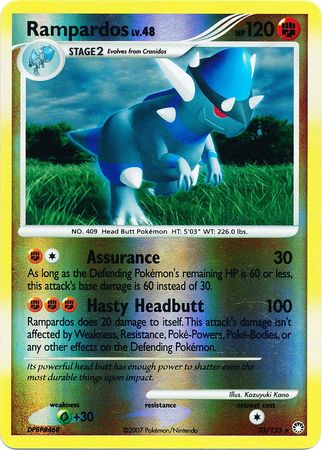 Rampardos LV.48 HP 120
STAGE2 Evolves from Cranidos
NO. 409 Head Butt Pokémon HT: 5'03" WT: 226.0 lbs.
Assurance 30
As long as the Defending Pokémon's remaining HP is 60 or less,
this attack's base damage is 60 instead of 30.
Hasty Headbutt 100
Rampardos does 20 damage to itself. This attack's damage isn't
affected by Weakness, Resistance, Poké-Powers, Poké-Bodies, or
any other effects on the Defending Pokémon.
Its powerful head butt has enough power to shatter even the
most durable things upon impact.
Illus. Kazuyuki Kano
weakness resistance retreat cost
+30
DPBP#468 ©2007 Pokémon/Nintendo 33/123 ★